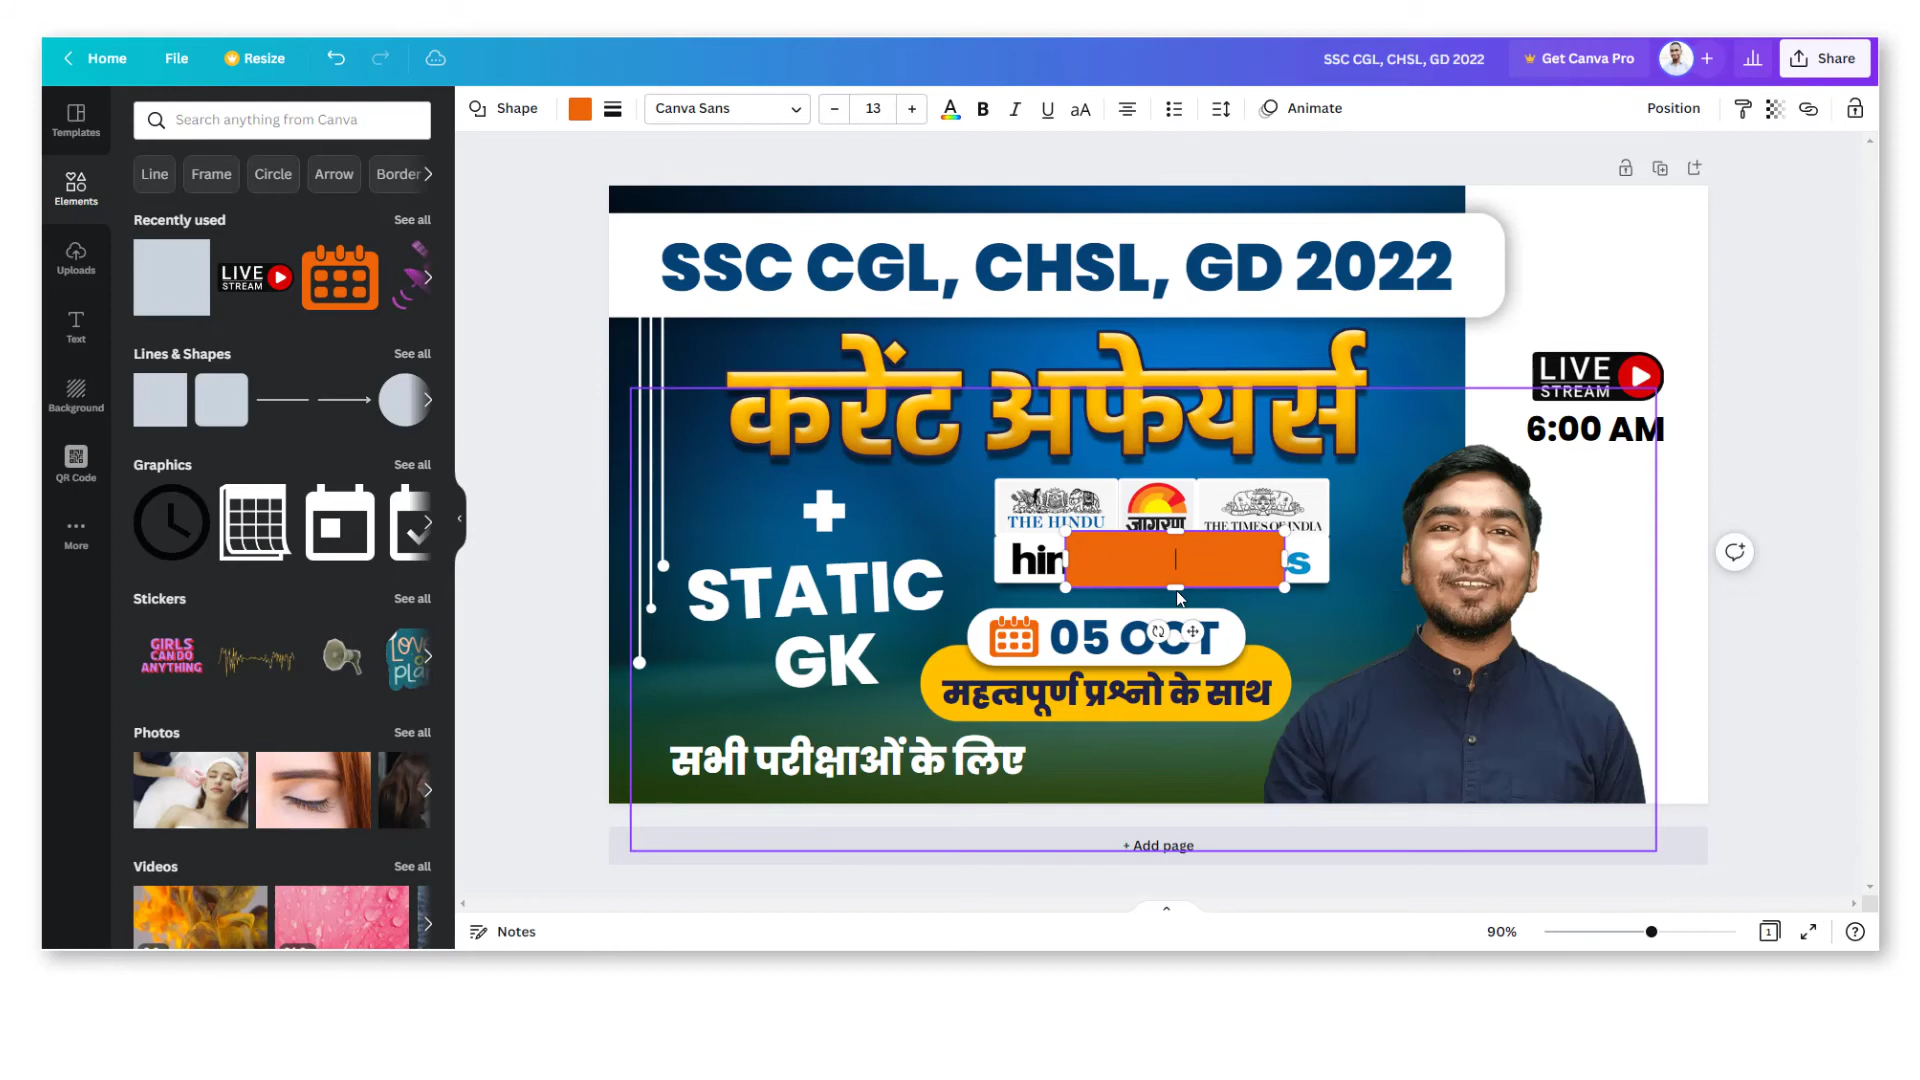 Home File Resize SSC CGL, CHSL, GD 2022 Get Canva Pro + Share
Templates
Elements
Uploads
Text
Background
QR Code
More
Search anything from Canva
Line Frame Circle Arrow Border
Recently used See all
LIVE
STREAM
Lines & Shapes See all
Graphics See all
Stickers See all
GIRLS
CAN DO
ANYTHING
Photos See all
Videos See all
Shape Canva Sans - 13 + A B I U aA Animate Position
SSC CGL, CHSL, GD 2022
करेंट अफेयर्स
LIVE
STREAM
6:00 AM
+
THE HINDU जागरण THE TIMES OF INDIA
hin s
STATIC
GK
05 OCT
महत्वपूर्ण प्रश्नो के साथ
सभी परीक्षाओं के लिए
+ Add page
Notes 90% 1 ?